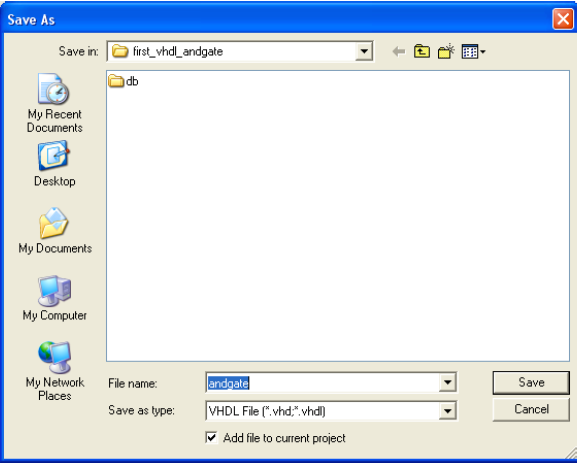 Save As
Save in:
first_vhdl_andgate
db
My Recent
Documents
Desktop
My Documents
My Computer
My Network
Places
File name:
andgate
Save
Save as type:
VHDL File (*.vhd;*.vhdl)
Cancel
Add file to current project